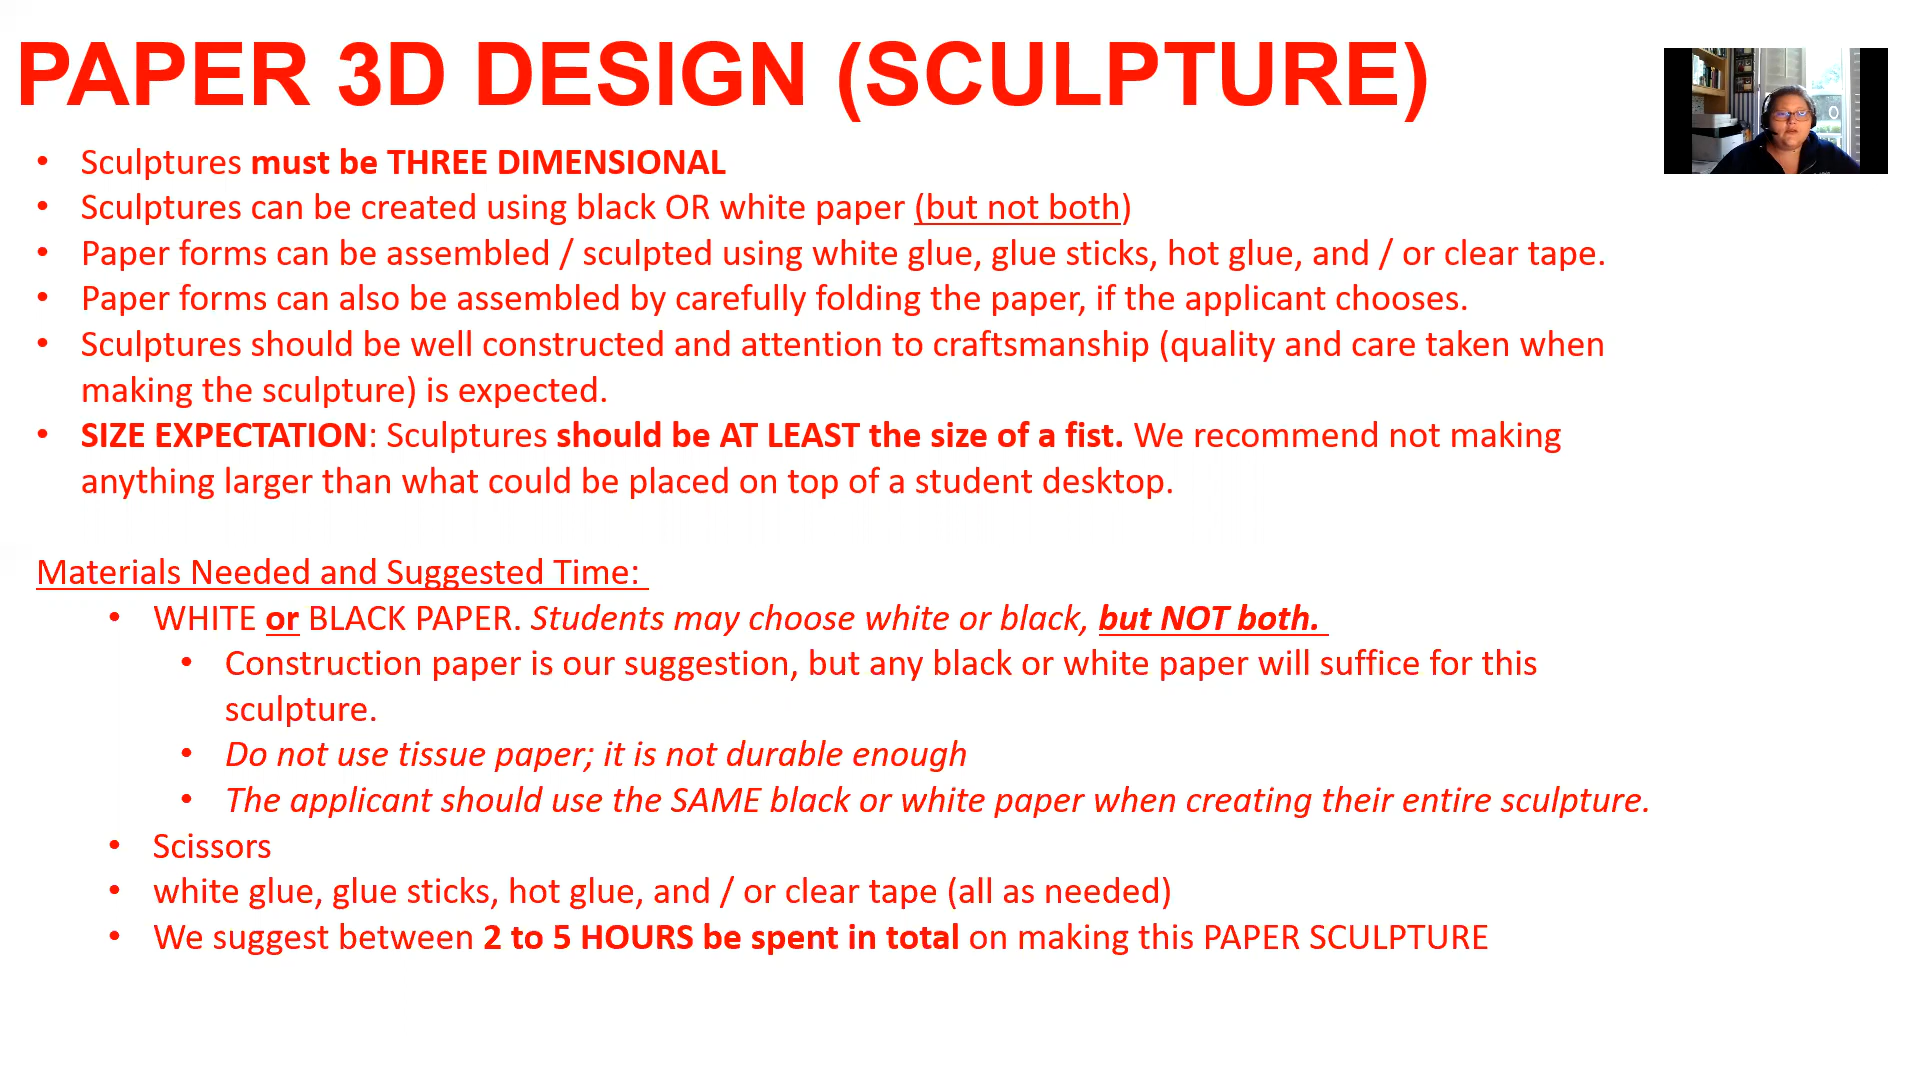 PAPER 3D DESIGN (SCULPTURE)
• Sculptures must be THREE DIMENSIONAL
• Sculptures can be created using black OR white paper (but not both)
• Paper forms can be assembled / sculpted using white glue, glue sticks, hot glue, and / or clear tape.
• Paper forms can also be assembled by carefully folding the paper, if the applicant chooses.
• Sculptures should be well constructed and attention to craftsmanship (quality and care taken when
making the sculpture) is expected.
• SIZE EXPECTATION: Sculptures should be AT LEAST the size of a fist. We recommend not making
anything larger than what could be placed on top of a student desktop.
Materials Needed and Suggested Time:
• WHITE or BLACK PAPER. Students may choose white or black, but NOT both.
• Construction paper is our suggestion, but any black or white paper will suffice for this
sculpture.
• Do not use tissue paper; it is not durable enough
• The applicant should use the SAME black or white paper when creating their entire sculpture.
• Scissors
• white glue, glue sticks, hot glue, and / or clear tape (all as needed)
• We suggest between 2 to 5 HOURS be spent in total on making this PAPER SCULPTURE